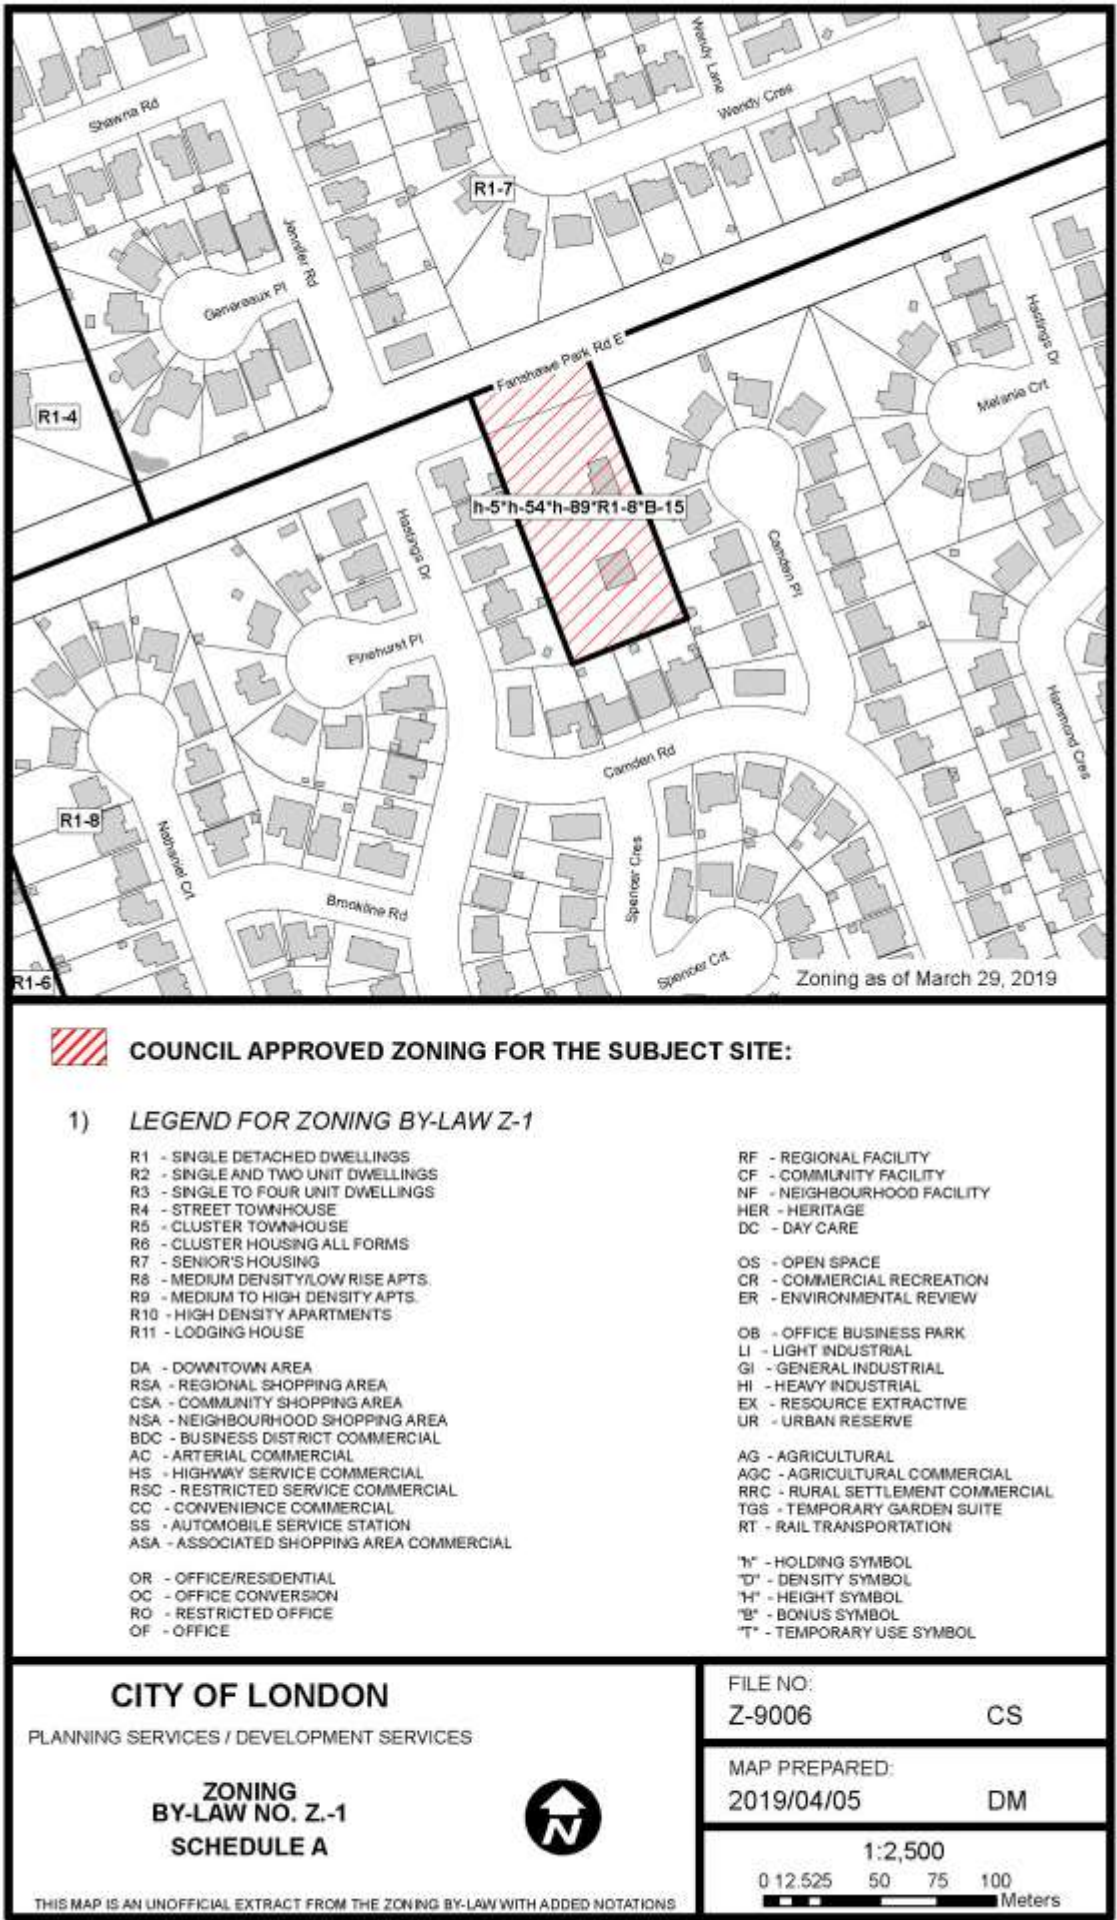 Shawna Rd
Wendy Lane
Wendy Cres
R1-7
Jennifer Rd
Genereaux Pl
Hastings Dr
Fanshawe Park Rd E
Melanie Crt
R1-4
h-5*h-54*h-89*R1-8*B-15
Hastings Dr
Camden Pl
Pinehurst Pl
Hammond Cres
Camden Rd
R1-8
Nathaniel Crt
Spencer Cres
Brookline Rd
Spencer Crt
R1-6
Zoning as of March 29, 2019
COUNCIL APPROVED ZONING FOR THE SUBJECT SITE:
1) LEGEND FOR ZONING BY-LAW Z-1
R1 - SINGLE DETACHED DWELLINGS
R2 - SINGLE AND TWO UNIT DWELLINGS
R3 - SINGLE TO FOUR UNIT DWELLINGS
R4 - STREET TOWNHOUSE
R5 - CLUSTER TOWNHOUSE
R6 - CLUSTER HOUSING ALL FORMS
R7 - SENIOR'S HOUSING
R8 - MEDIUM DENSITY/LOW RISE APTS.
R9 - MEDIUM TO HIGH DENSITY APTS.
R10 - HIGH DENSITY APARTMENTS
R11 - LODGING HOUSE
DA - DOWNTOWN AREA
RSA - REGIONAL SHOPPING AREA
CSA - COMMUNITY SHOPPING AREA
NSA - NEIGHBOURHOOD SHOPPING AREA
BDC - BUSINESS DISTRICT COMMERCIAL
AC - ARTERIAL COMMERCIAL
HS - HIGHWAY SERVICE COMMERCIAL
RSC - RESTRICTED SERVICE COMMERCIAL
CC - CONVENIENCE COMMERCIAL
SS - AUTOMOBILE SERVICE STATION
ASA - ASSOCIATED SHOPPING AREA COMMERCIAL
OR - OFFICE/RESIDENTIAL
OC - OFFICE CONVERSION
RO - RESTRICTED OFFICE
OF - OFFICE
RF - REGIONAL FACILITY
CF - COMMUNITY FACILITY
NF - NEIGHBOURHOOD FACILITY
HER - HERITAGE
DC - DAY CARE
OS - OPEN SPACE
CR - COMMERCIAL RECREATION
ER - ENVIRONMENTAL REVIEW
OB - OFFICE BUSINESS PARK
LI - LIGHT INDUSTRIAL
GI - GENERAL INDUSTRIAL
HI - HEAVY INDUSTRIAL
EX - RESOURCE EXTRACTIVE
UR - URBAN RESERVE
AG - AGRICULTURAL
AGC - AGRICULTURAL COMMERCIAL
RRC - RURAL SETTLEMENT COMMERCIAL
TGS - TEMPORARY GARDEN SUITE
RT - RAIL TRANSPORTATION
"h" - HOLDING SYMBOL
"D" - DENSITY SYMBOL
"H" - HEIGHT SYMBOL
"B" - BONUS SYMBOL
"T" - TEMPORARY USE SYMBOL
CITY OF LONDON
PLANNING SERVICES / DEVELOPMENT SERVICES
ZONING
BY-LAW NO. Z.-1
SCHEDULE A
N
THIS MAP IS AN UNOFFICIAL EXTRACT FROM THE ZONING BY-LAW WITH ADDED NOTATIONS
FILE NO:
Z-9006 CS
MAP PREPARED:
2019/04/05 DM
1:2,500
0 12.525 50 75 100
Meters